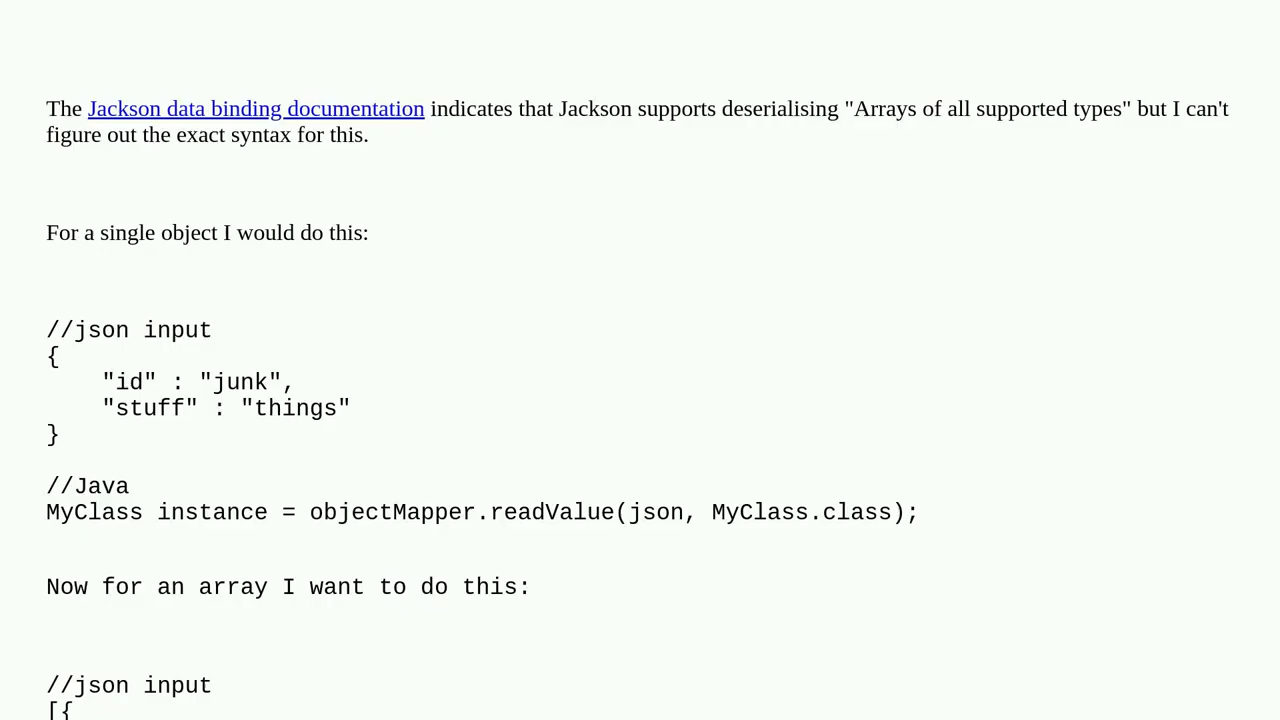 The Jackson data binding documentation indicates that Jackson supports deserialising "Arrays of all supported types" but I can't
figure out the exact syntax for this.
For a single object I would do this:
//json input
{
    "id" : "junk",
    "stuff" : "things"
}
//Java
MyClass instance = objectMapper.readValue(json, MyClass.class);
Now for an array I want to do this:
//json input
[{